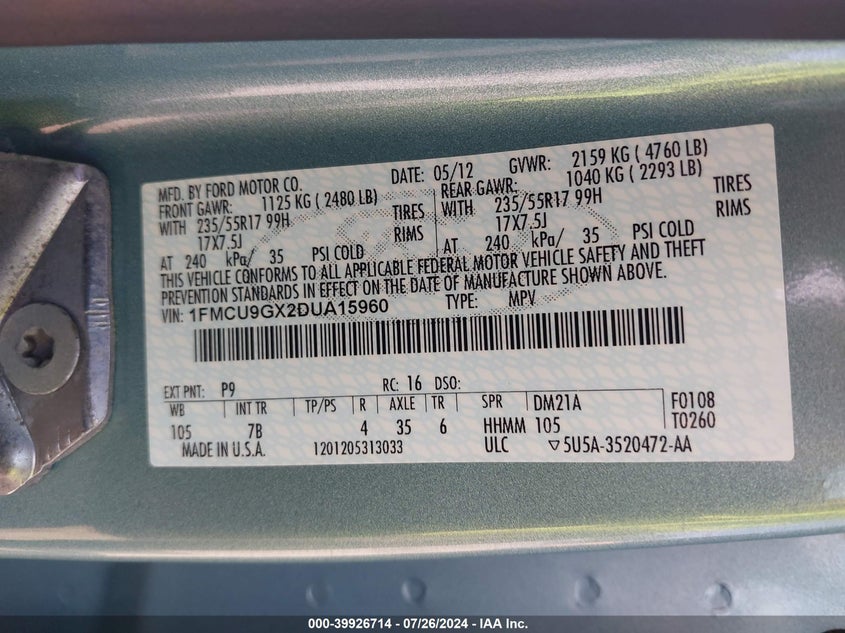 MFD. BY FORD MOTOR CO. DATE: 05/12 GVWR: 2159 KG ( 4760 LB)
FRONT GAWR: 1125 KG ( 2480 LB) REAR GAWR: 1040 KG ( 2293 LB)
WITH 235/55R17 99H TIRES WITH 235/55R17 99H TIRES
17X7.5J RIMS 17X7.5J RIMS
AT 240 kPa/ 35 PSI COLD AT 240 kPa/ 35 PSI COLD
THIS VEHICLE CONFORMS TO ALL APPLICABLE FEDERAL MOTOR VEHICLE SAFETY AND THEFT
PREVENTION STANDARDS IN EFFECT ON THE DATE OF MANUFACTURE SHOWN ABOVE.
VIN: 1FMCU9GX2DUA15960 TYPE: MPV
EXT PNT: P9 RC: 16 DSO:
WB INT TR TP/PS R AXLE TR SPR DM21A F0108
105 7B 4 35 6 HHMM 105 T0260
MADE IN U.S.A. 1201205313033 ULC ▽5U5A-3520472-AA
000-39926714 - 07/26/2024 - IAA Inc.